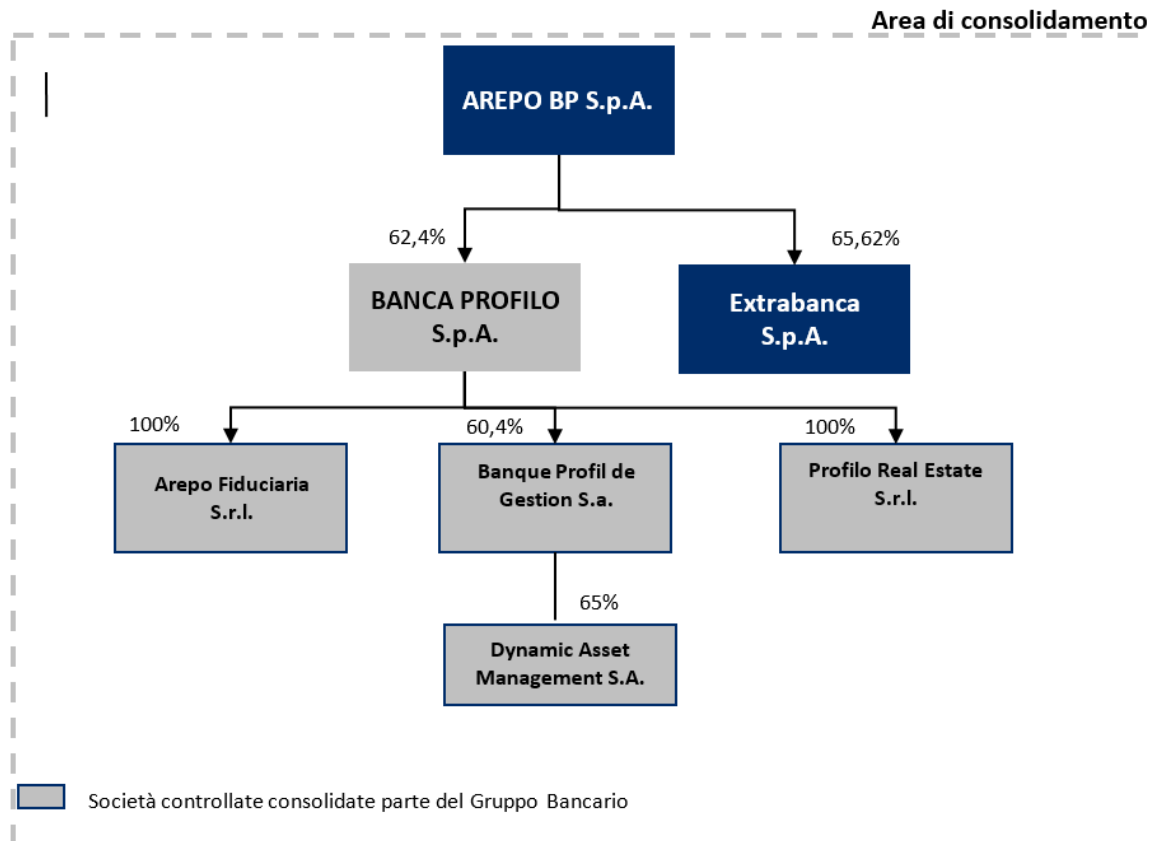 Area di consolidamento
AREPO BP S.p.A.
62,4%
65,62%
BANCA PROFILO
S.p.A.
Extrabanca
S.p.A.
100%
60,4%
100%
Arepo Fiduciaria
S.r.l.
Banque Profil de
Gestion S.a.
Profilo Real Estate
S.r.l.
65%
Dynamic Asset
Management S.A.
Società controllate consolidate parte del Gruppo Bancario